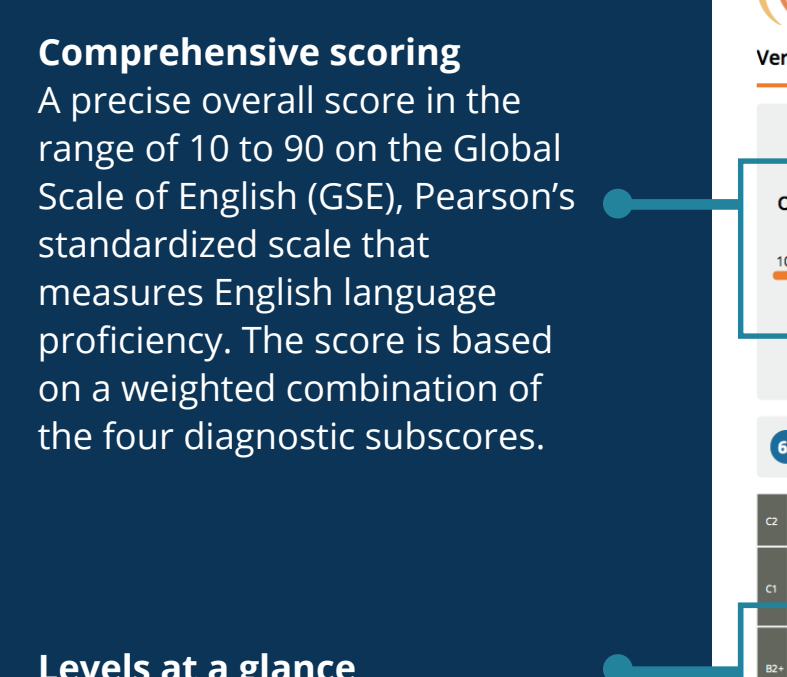 Comprehensive scoring
A precise overall score in the
range of 10 to 90 on the Global
Scale of English (GSE), Pearson’s
standardized scale that
measures English language
proficiency. The score is based
on a weighted combination of
the four diagnostic subscores.
Levels at a glance
C2
C1
B2+